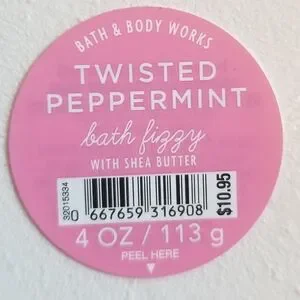 BATH & BODY WORKS
TWISTED
PEPPERMINT
bath fizzy
WITH SHEA BUTTER
32015334
0 667659 316908
$10.95
4 OZ / 113 g
PEEL HERE